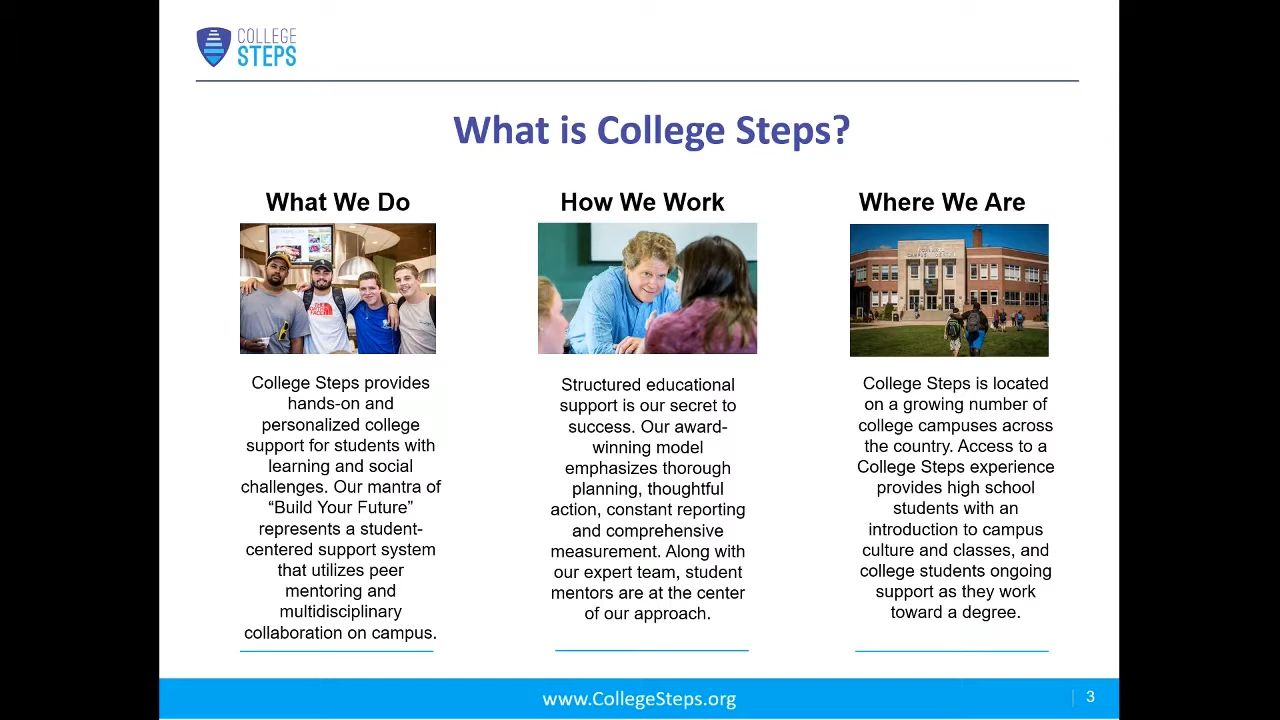 COLLEGE
STEPS
What is College Steps?
What We Do
THE
NORTH
FACE
College Steps provides
hands-on and
personalized college
support for students with
learning and social
challenges. Our mantra of
“Build Your Future”
represents a student-
centered support system
that utilizes peer
mentoring and
multidisciplinary
collaboration on campus.
How We Work
Structured educational
support is our secret to
success. Our award-
winning model
emphasizes thorough
planning, thoughtful
action, constant reporting
and comprehensive
measurement. Along with
our expert team, student
mentors are at the center
of our approach.
Where We Are
College Steps is located
on a growing number of
college campuses across
the country. Access to a
College Steps experience
provides high school
students with an
introduction to campus
culture and classes, and
college students ongoing
support as they work
toward a degree.
www.CollegeSteps.org
3